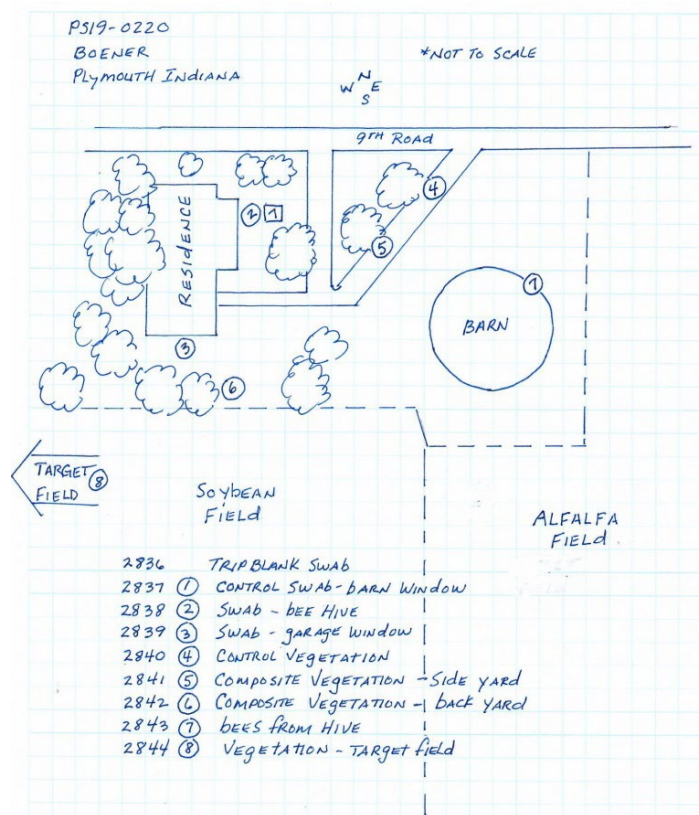 PS19-0220
BOENER
Plymouth Indiana
*NOT TO SCALE
N
W E
S
9TH ROAD
RESIDENCE
2 7
4
5
3
6
1
BARN
TARGET 8
FIELD
Soybean
Field
ALFALFA
Field
2836 TRIP BLANK SWAB
2837 1 CONTROL SWAB - bARN WINDOW
2838 2 SWAb - bee HIVE
2839 3 SWAb - gARAGE WINDOW
2840 4 CONTROL VEGETATION
2841 5 COMPOSITE VEGETATION - SIDE YARD
2842 6 COMPOSITE VEGETATION - bACK YARD
2843 7 bEES FROM HIVE
2844 8 VEGETATION - TARGET field